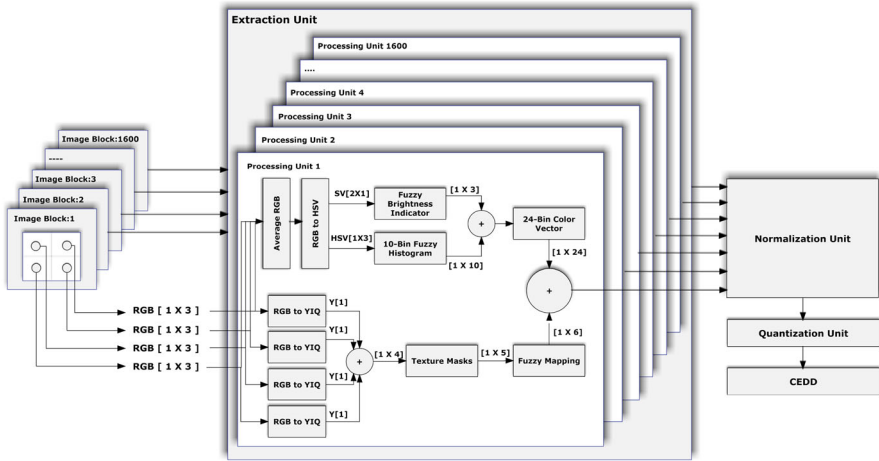 Extraction Unit
Processing Unit 1600
....
Processing Unit 4
Processing Unit 3
Processing Unit 2
Processing Unit 1
Image Block:1600
----
Image Block:3
Image Block:2
Image Block:1
RGB [ 1 X 3 ]
RGB [ 1 X 3 ]
RGB [ 1 X 3 ]
RGB [ 1 X 3 ]
Average RGB
RGB to HSV
SV[2X1]
HSV[1X3]
Fuzzy
Brightness
Indicator
10-Bin Fuzzy
Histogram
[1 X 3]
[1 X 10]
+
24-Bin Color
Vector
[1 X 24]
+
[1 X 6]
RGB to YIQ
Y[1]
RGB to YIQ
Y[1]
RGB to YIQ
Y[1]
RGB to YIQ
Y[1]
+
[1 X 4]
Texture Masks
[1 X 5]
Fuzzy Mapping
Normalization Unit
Quantization Unit
CEDD